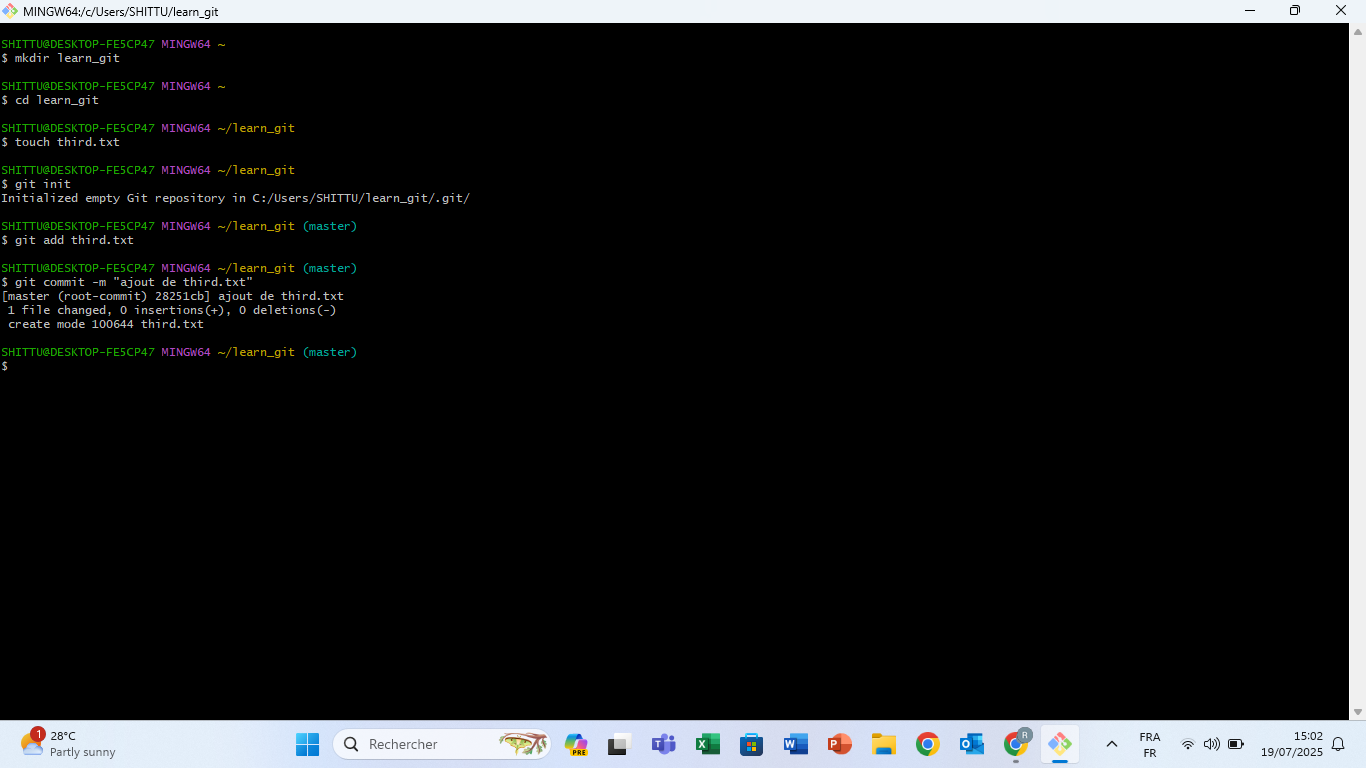 MINGW64:/c/Users/SHITTU/learn_git
SHITTU@DESKTOP-FE5CP47 MINGW64 ~
$ mkdir learn_git
SHITTU@DESKTOP-FE5CP47 MINGW64 ~
$ cd learn_git
SHITTU@DESKTOP-FE5CP47 MINGW64 ~/learn_git
$ touch third.txt
SHITTU@DESKTOP-FE5CP47 MINGW64 ~/learn_git
$ git init
Initialized empty Git repository in C:/Users/SHITTU/learn_git/.git/
SHITTU@DESKTOP-FE5CP47 MINGW64 ~/learn_git (master)
$ git add third.txt
SHITTU@DESKTOP-FE5CP47 MINGW64 ~/learn_git (master)
$ git commit -m "ajout de third.txt"
[master (root-commit) 28251cb] ajout de third.txt
 1 file changed, 0 insertions(+), 0 deletions(-)
 create mode 100644 third.txt
SHITTU@DESKTOP-FE5CP47 MINGW64 ~/learn_git (master)
$
1
28°C
Partly sunny
Rechercher
PRE
R
FRA
FR
15:02
19/07/2025